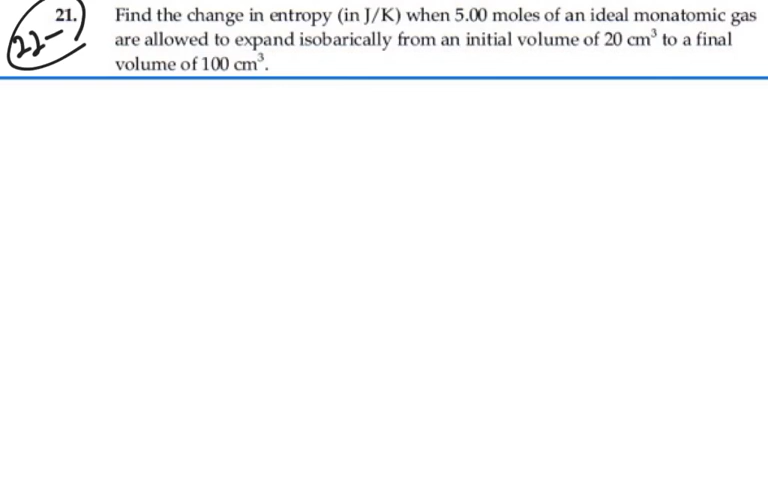 21. Find the change in entropy (in J/K) when 5.00 moles of an ideal monatomic gas
22-
are allowed to expand isobarically from an initial volume of 20 cm³ to a final
volume of 100 cm³.